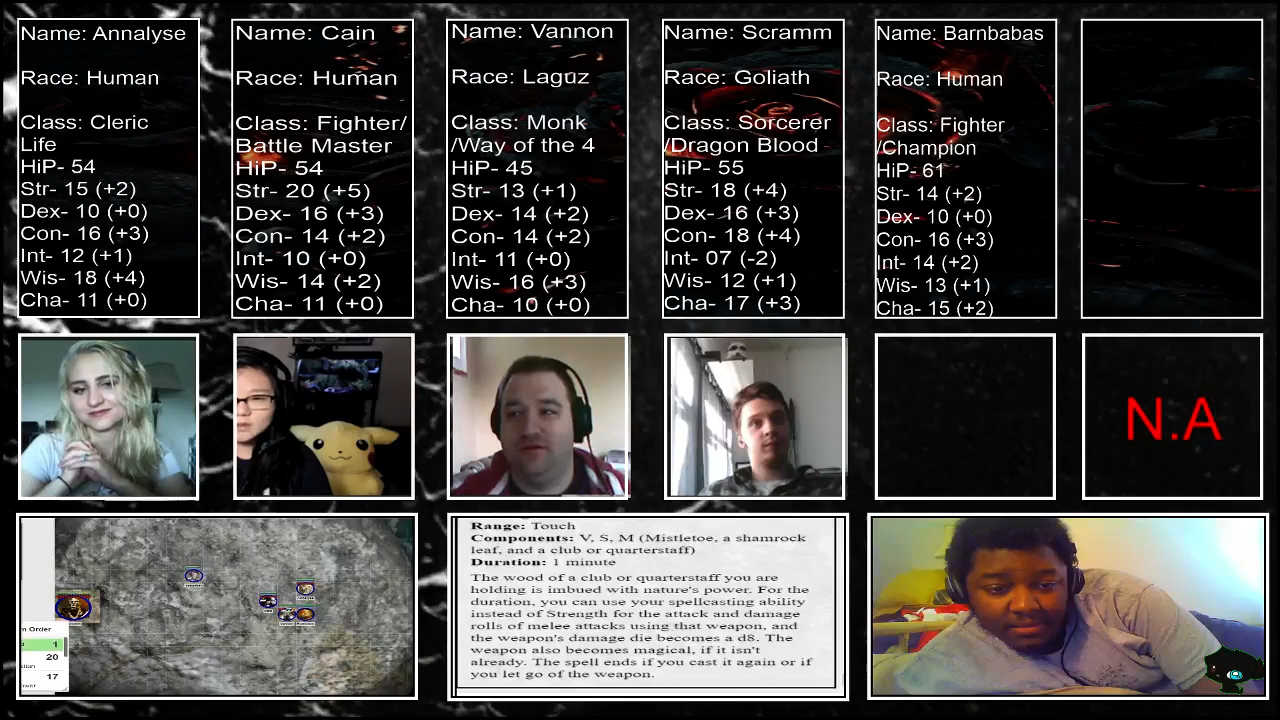 Name: Annalyse
Race: Human
Class: Cleric
Life
HiP- 54
Str- 15 (+2)
Dex- 10 (+0)
Con- 16 (+3)
Int- 12 (+1)
Wis- 18 (+4)
Cha- 11 (+0)
Name: Cain
Race: Human
Class: Fighter/
Battle Master
HiP- 54
Str- 20 (+5)
Dex- 16 (+3)
Con- 14 (+2)
Int- 10 (+0)
Wis- 14 (+2)
Cha- 11 (+0)
Name: Vannon
Race: Laguz
Class: Monk
/Way of the 4
HiP- 45
Str- 13 (+1)
Dex- 14 (+2)
Con- 14 (+2)
Int- 11 (+0)
Wis- 16 (+3)
Cha- 10 (+0)
Name: Scramm
Race: Goliath
Class: Sorcerer
/Dragon Blood
HiP- 55
Str- 18 (+4)
Dex- 16 (+3)
Con- 18 (+4)
Int- 07 (-2)
Wis- 12 (+1)
Cha- 17 (+3)
Name: Barnbabas
Race: Human
Class: Fighter
/Champion
HiP- 61
Str- 14 (+2)
Dex- 10 (+0)
Con- 16 (+3)
Int- 14 (+2)
Wis- 13 (+1)
Cha- 15 (+2)
N.A
Order
1
20
17
Range: Touch
Components: V, S, M (Mistletoe, a shamrock
leaf, and a club or quarterstaff)
Duration: 1 minute
The wood of a club or quarterstaff you are
holding is imbued with nature's power. For the
duration, you can use your spellcasting ability
instead of Strength for the attack and damage
rolls of melee attacks using that weapon, and
the weapon's damage die becomes a d8. The
weapon also becomes magical, if it isn't
already. The spell ends if you cast it again or if
you let go of the weapon.